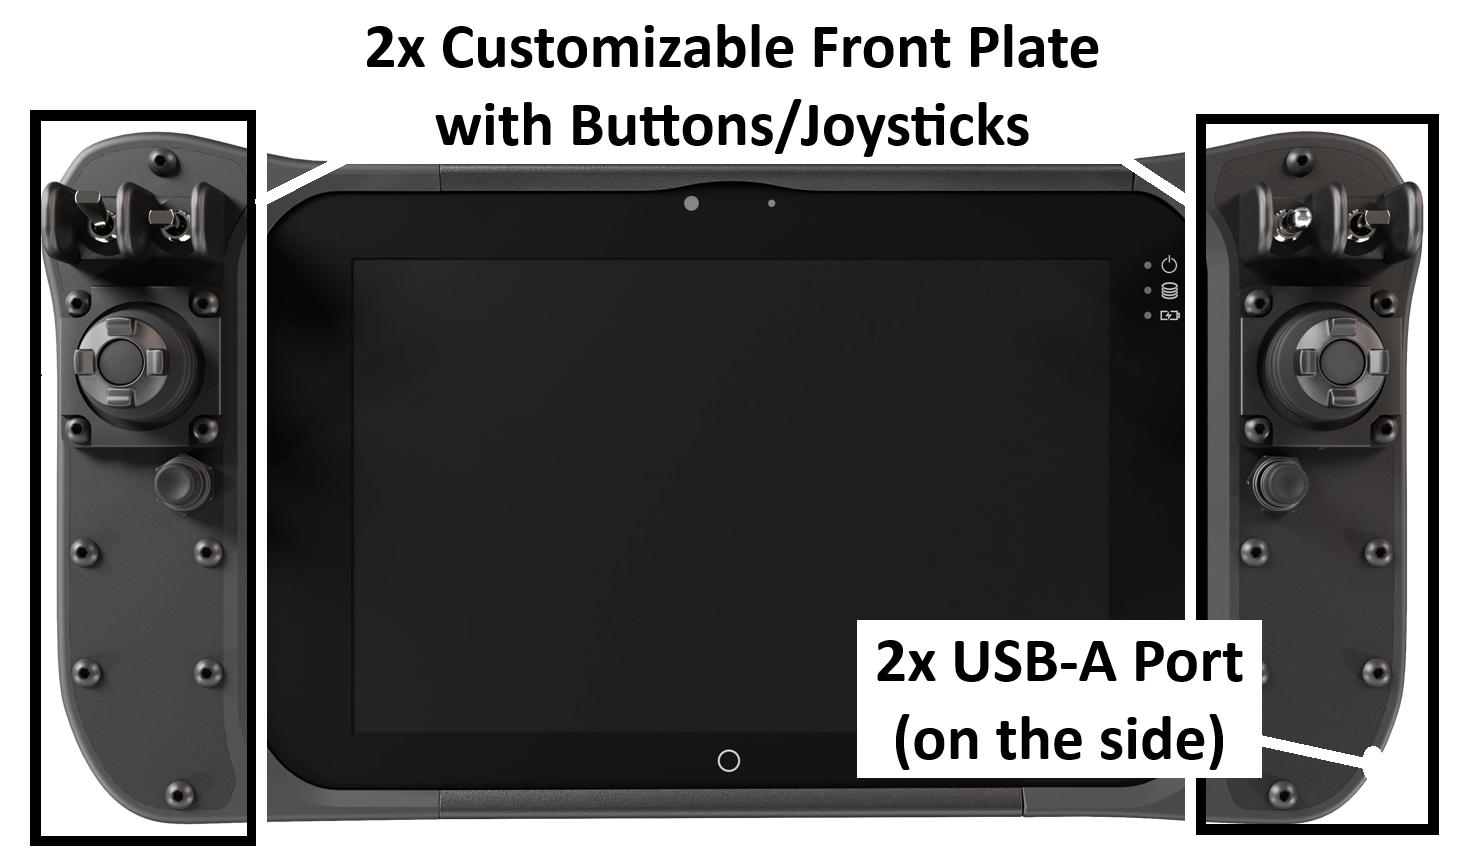 2x Customizable Front Plate
with Buttons/Joysticks
2x USB-A Port
(on the side)